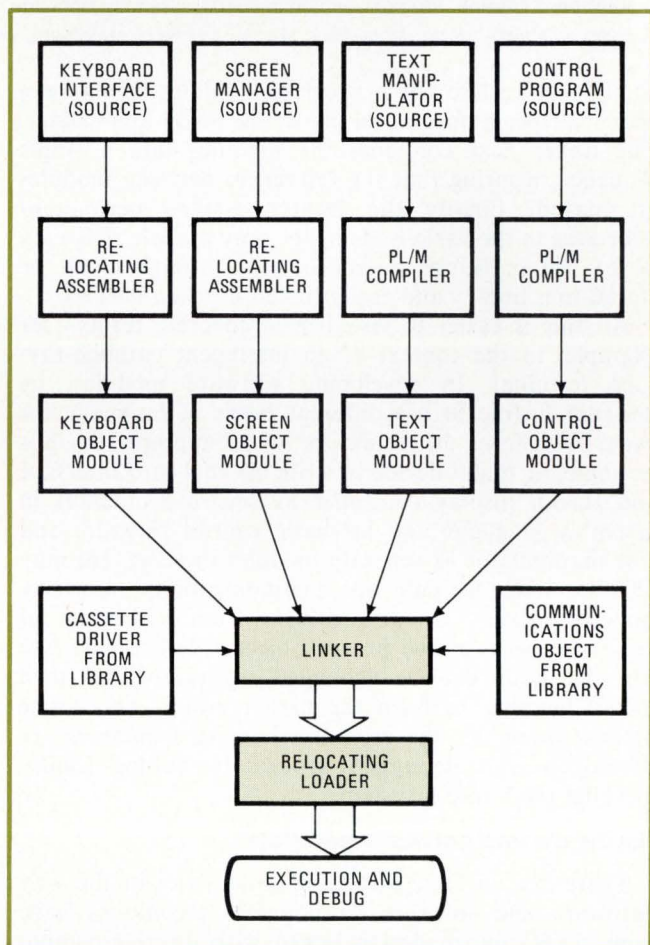 KEYBOARD
INTERFACE
(SOURCE)
SCREEN
MANAGER
(SOURCE)
TEXT
MANIP-
ULATOR
(SOURCE)
CONTROL
PROGRAM
(SOURCE)
RE-
LOCATING
ASSEMBLER
RE-
LOCATING
ASSEMBLER
PL/M
COMPILER
PL/M
COMPILER
KEYBOARD
OBJECT
MODULE
SCREEN
OBJECT
MODULE
TEXT
OBJECT
MODULE
CONTROL
OBJECT
MODULE
CASSETTE
DRIVER
FROM
LIBRARY
LINKER
COMMUN-
ICATIONS
OBJECT
FROM
LIBRARY
RELOCATING
LOADER
EXECUTION AND
DEBUG